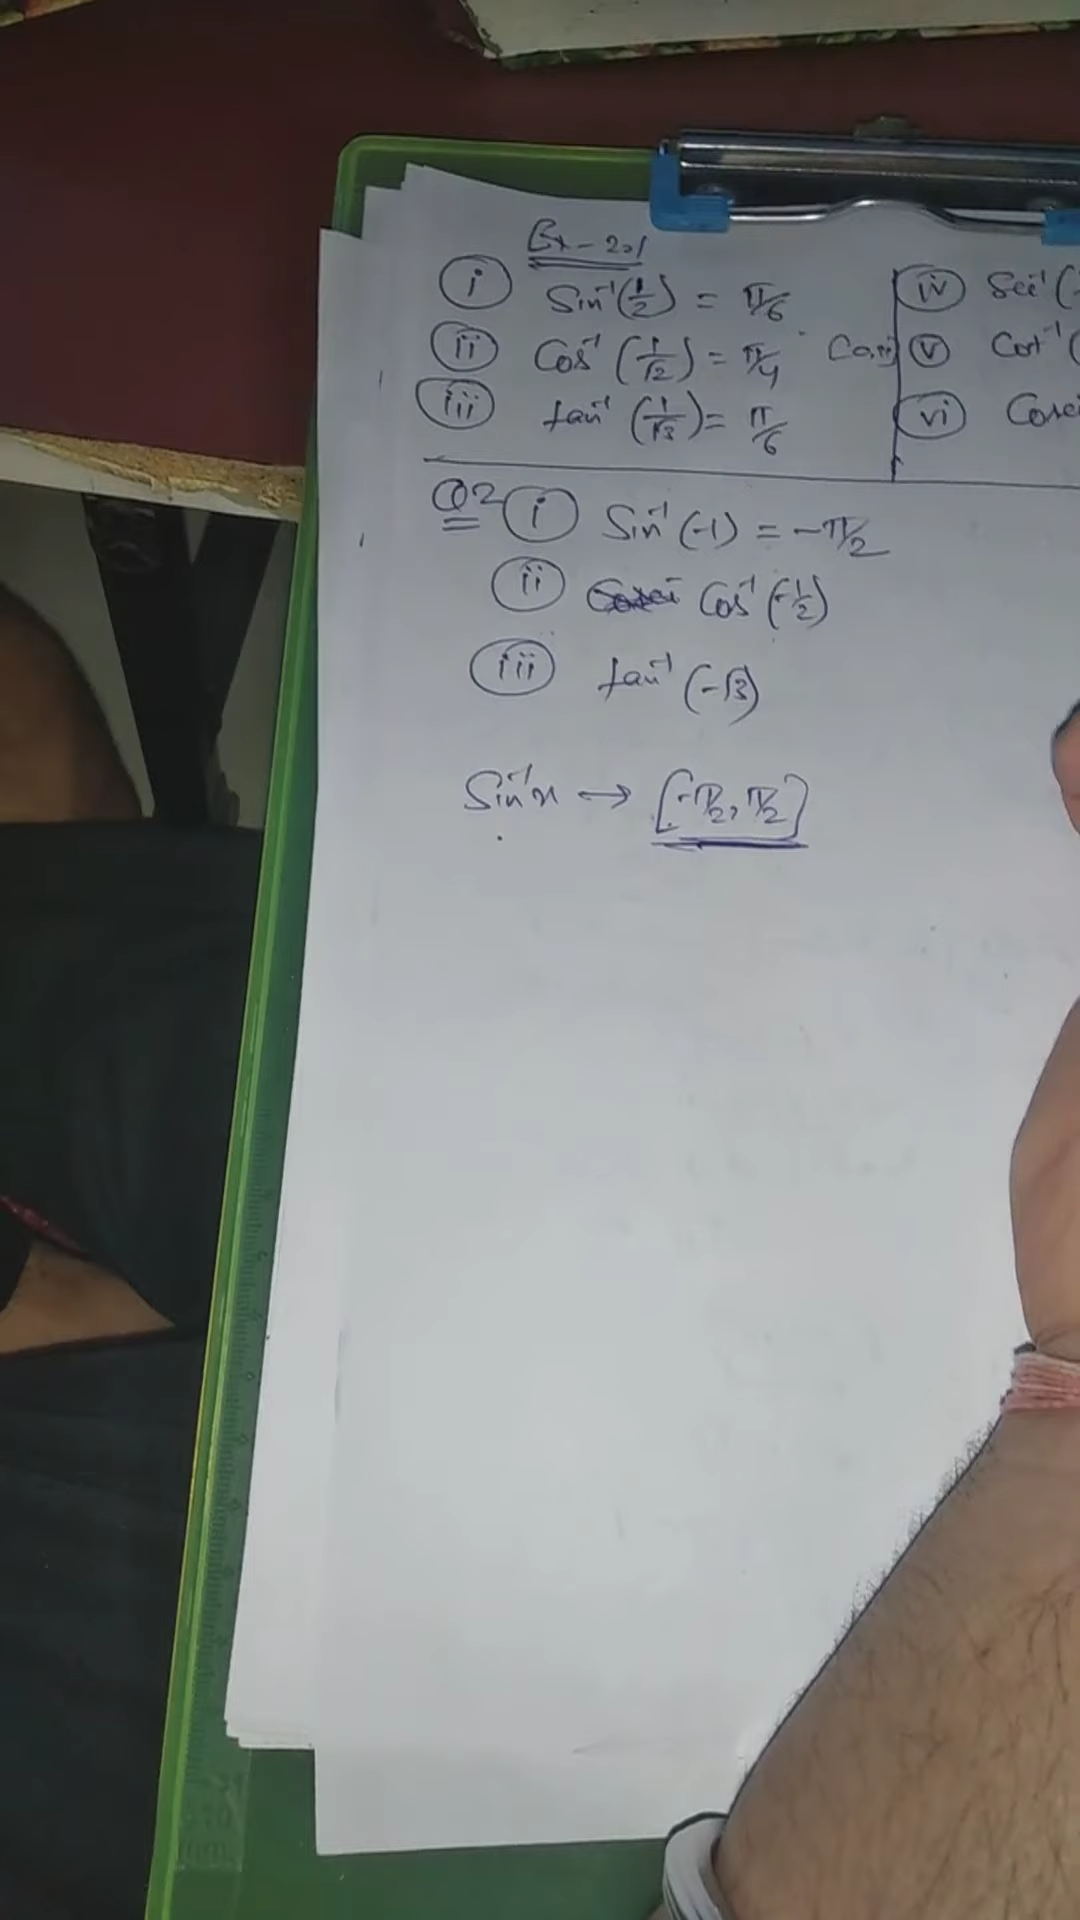 Ex-2.1
i sin⁻¹(1/2) = π/6
ii Cos⁻¹(1/√2) = π/4
iii tan⁻¹(1/√3) = π/6
iv Sec⁻¹(
v Cot⁻¹(
vi Cosec
Q2 i Sin⁻¹(-1) = -π/2
ii Cos⁻¹(-1/2)
iii tan⁻¹(-√3)
Sin⁻¹x → [-π/2, π/2]